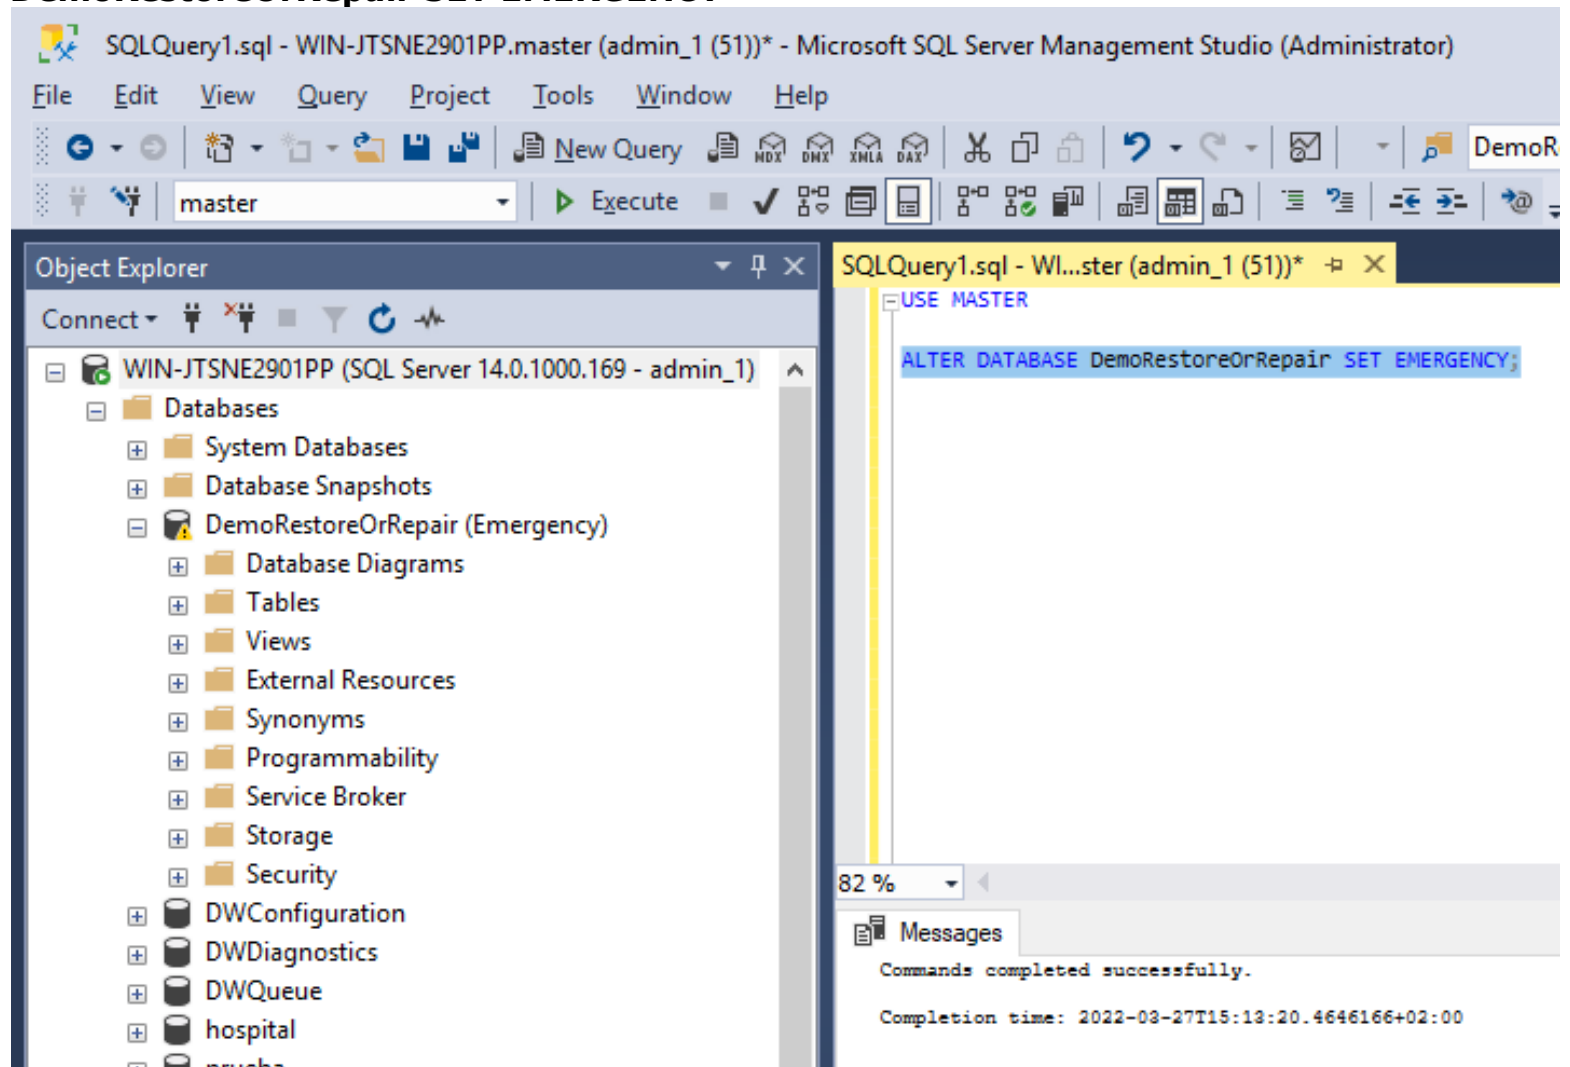 DemoRestoreOrRepair SET EMERGENCY
SQLQuery1.sql - WIN-JTSNE2901PP.master (admin_1 (51))* - Microsoft SQL Server Management Studio (Administrator)
File Edit View Query Project Tools Window Help
New Query MDX DMX XMLA DAX DemoR
master Execute
Object Explorer
SQLQuery1.sql - WI...ster (admin_1 (51))*
Connect
USE MASTER
ALTER DATABASE DemoRestoreOrRepair SET EMERGENCY;
WIN-JTSNE2901PP (SQL Server 14.0.1000.169 - admin_1)
Databases
System Databases
Database Snapshots
DemoRestoreOrRepair (Emergency)
Database Diagrams
Tables
Views
External Resources
Synonyms
Programmability
Service Broker
Storage
Security
DWConfiguration
DWDiagnostics
DWQueue
hospital
prueba
82 %
Messages
Commands completed successfully.
Completion time: 2022-03-27T15:13:20.4646166+02:00